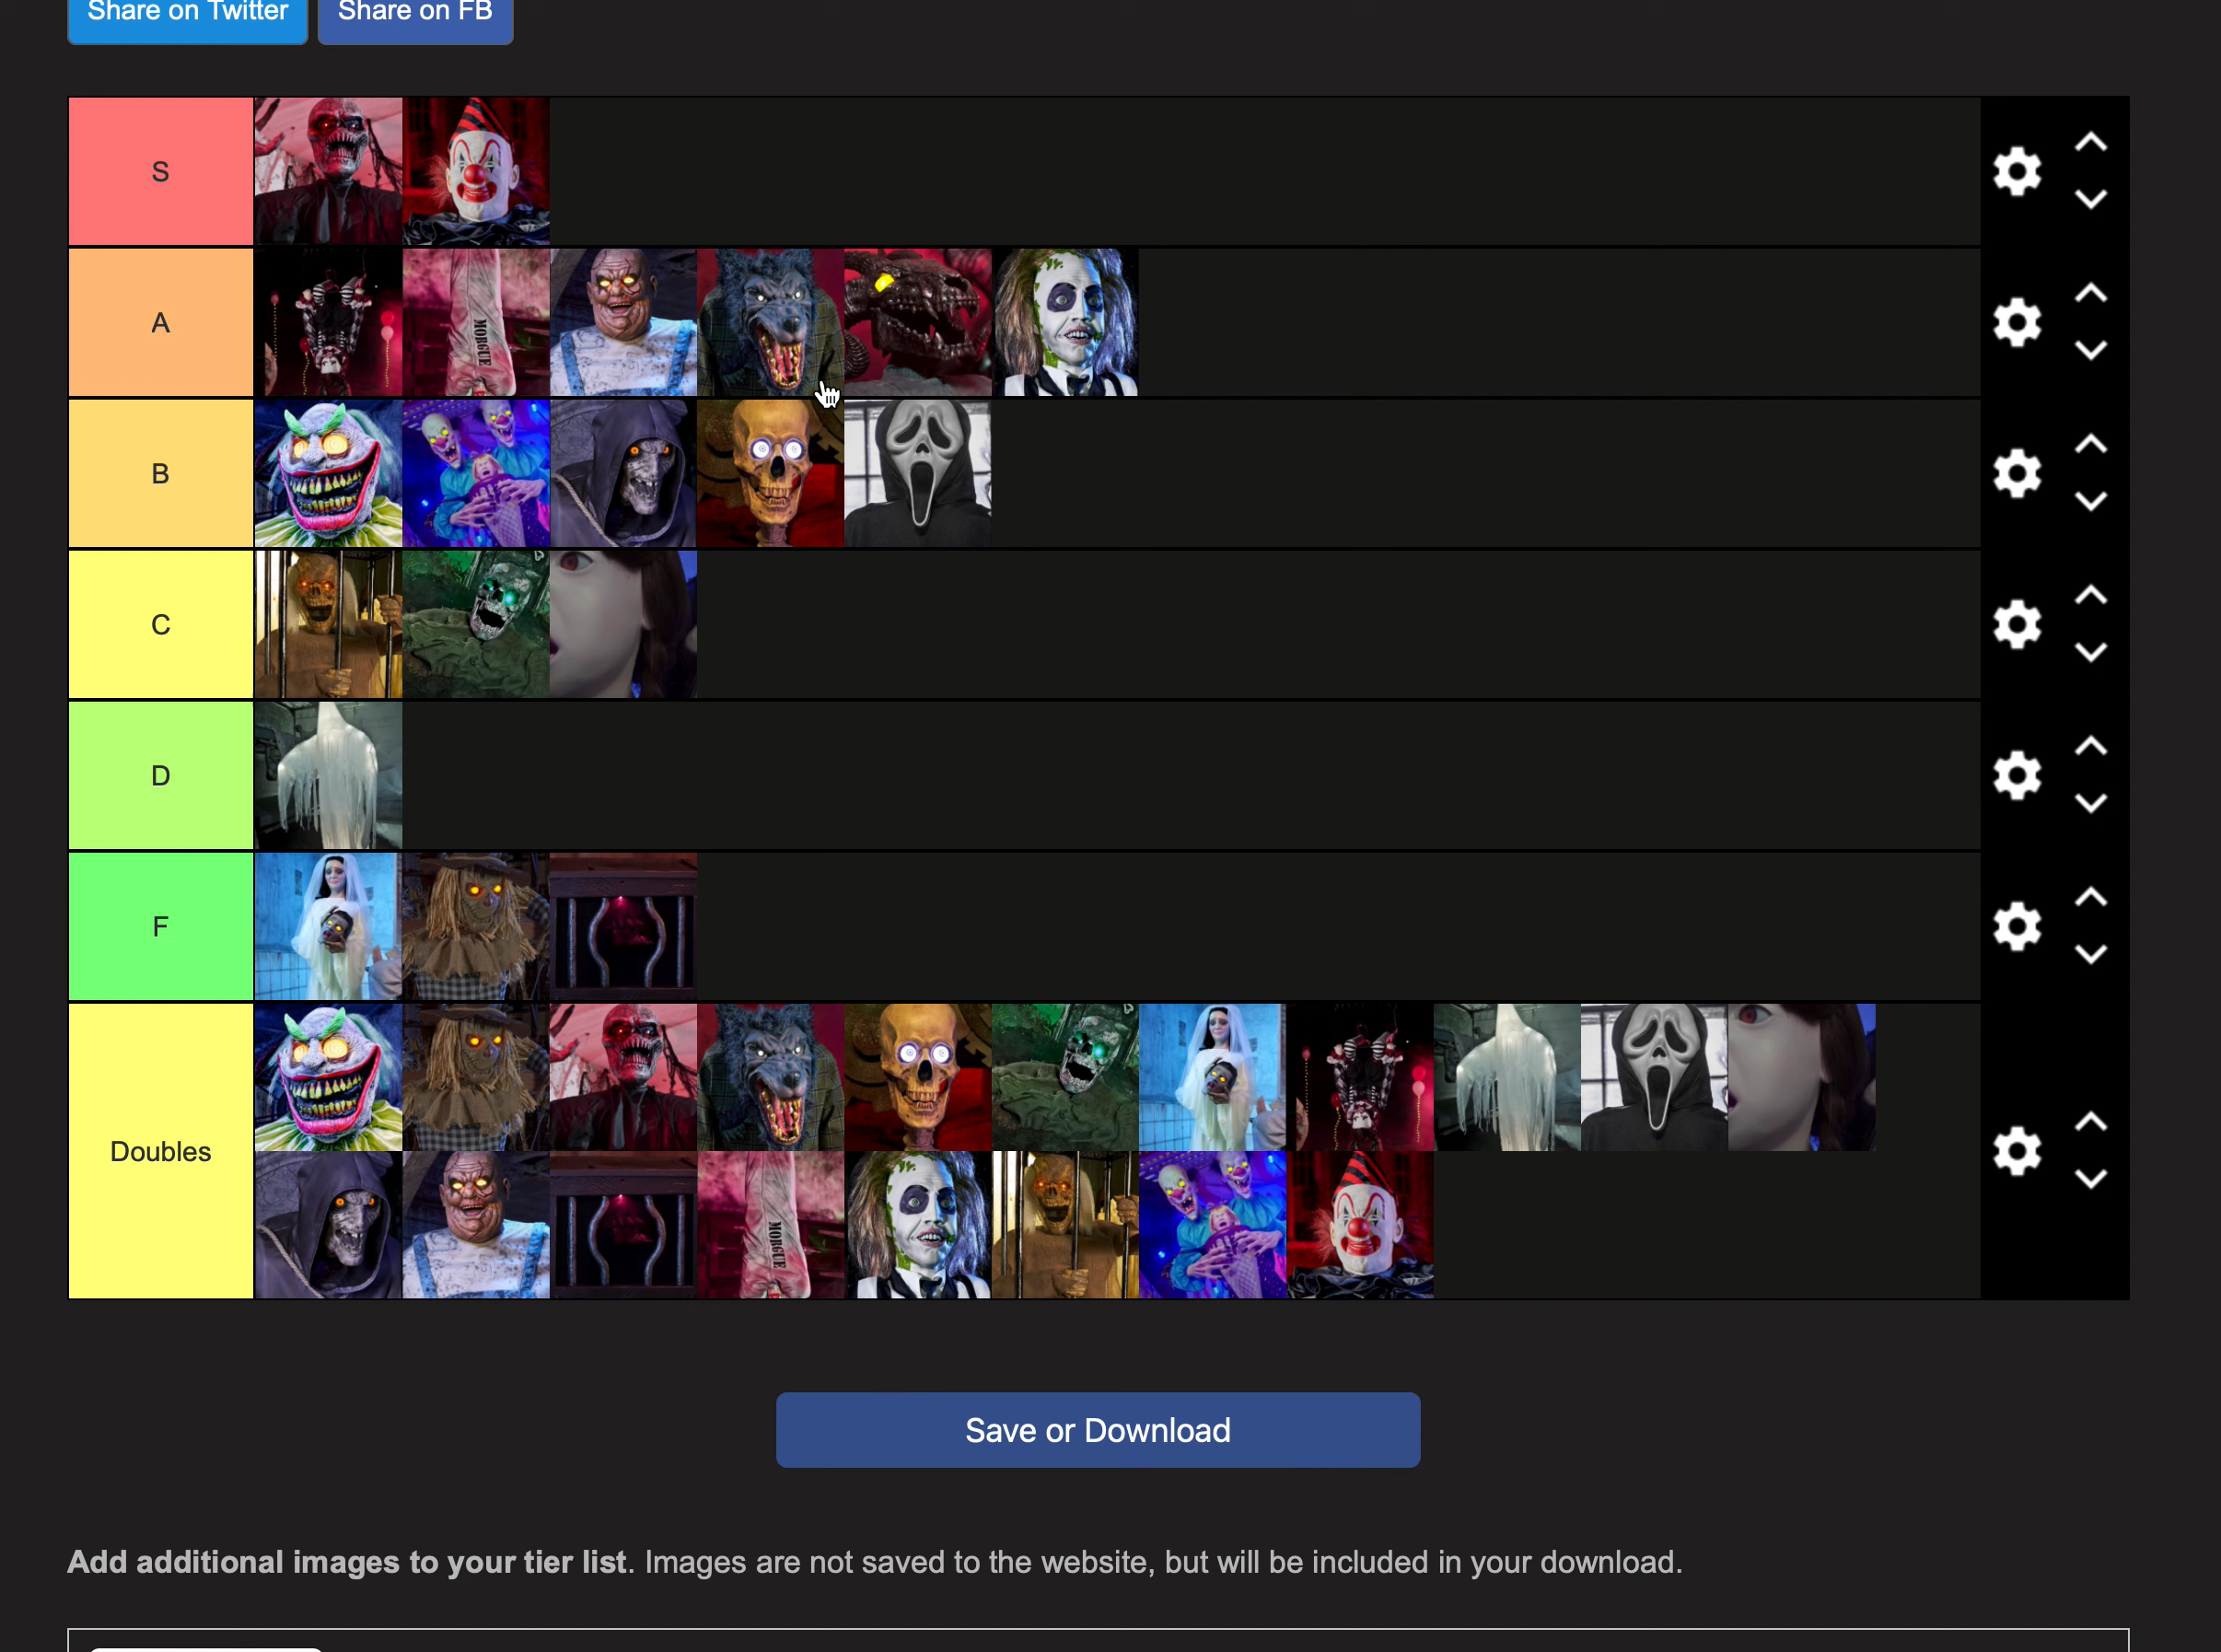 Share on Twitter
Share on FB
S
A
MORGUE
B
C
D
F
Doubles
MORGUE
Save or Download
Add additional images to your tier list. Images are not saved to the website, but will be included in your download.